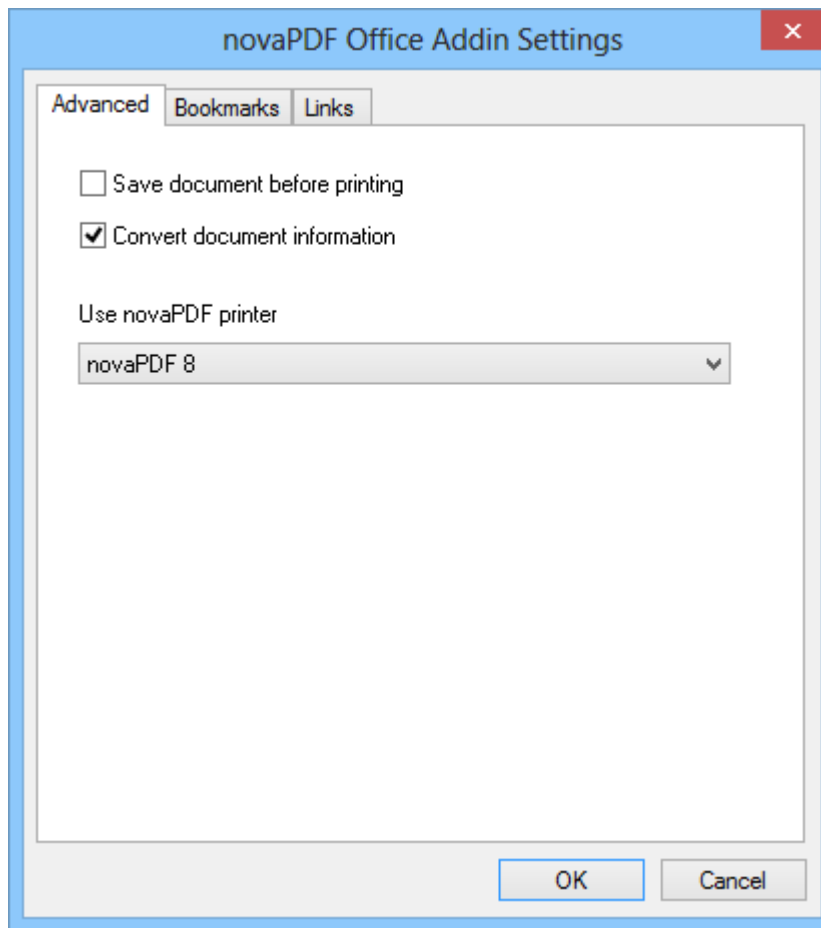 novaPDF Office Addin Settings
Advanced Bookmarks Links
Save document before printing
Convert document information
Use novaPDF printer
novaPDF 8
OK Cancel